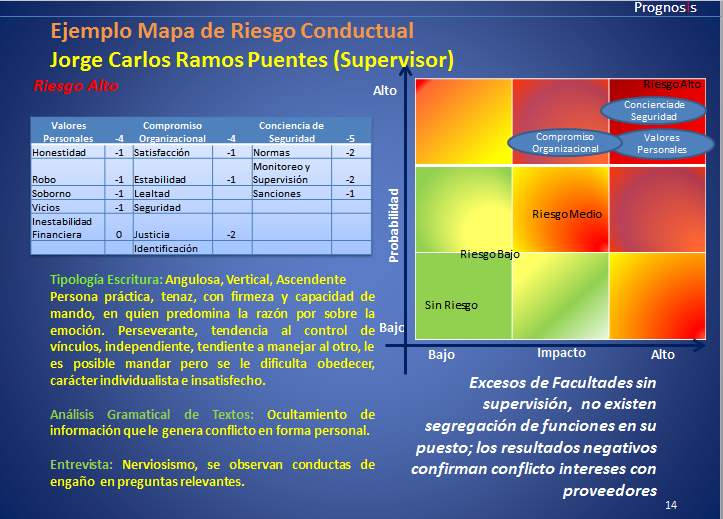 Prognosis
Ejemplo Mapa de Riesgo Conductual
Jorge Carlos Ramos Puentes (Supervisor)
Riesgo Alto
Valores Personales -4 Compromiso Organizacional -4 Conciencia de Seguridad -5
Honestidad -1 Satisfacción -1 Normas -2
Robo -1 Estabilidad -1 Monitoreo y Supervisión -2
Soborno -1 Lealtad Sanciones -1
Vicios -1 Seguridad
Inestabilidad Financiera 0 Justicia -2
Identificación
Tipología Escritura: Angulosa, Vertical, Ascendente
Persona práctica, tenaz, con firmeza y capacidad de
mando, en quien predomina la razón por sobre la
emoción. Perseverante, tendencia al control de
vínculos, independiente, tendiente a manejar al otro, le
es posible mandar pero se le dificulta obedecer,
carácter individualista e insatisfecho.
Análisis Gramatical de Textos: Ocultamiento de
información que le genera conflicto en forma personal.
Entrevista: Nerviosismo, se observan conductas de
engaño en preguntas relevantes.
Alto
Probabilidad
Bajo
Riesgo Alto
Conciencia de
Seguridad
Compromiso
Organizacional
Valores
Personales
Riesgo Medio
Riesgo Bajo
Sin Riesgo
Bajo
Impacto
Alto
Excesos de Facultades sin
supervisión, no existen
segregación de funciones en su
puesto; los resultados negativos
confirman conflicto intereses con
proveedores
14